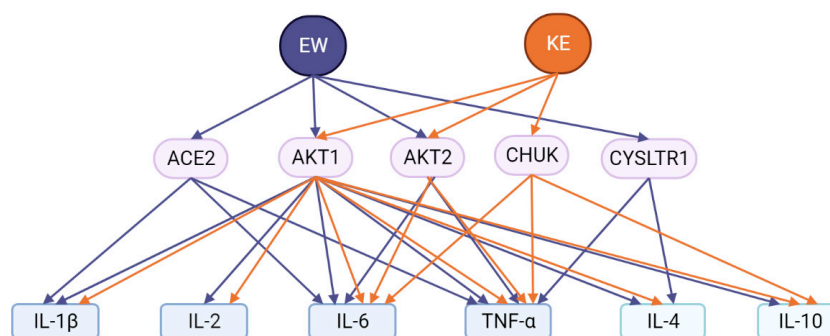 EW
KE
ACE2
AKT1
AKT2
CHUK
CYSLTR1
IL-1β
IL-2
IL-6
TNF-α
IL-4
IL-10